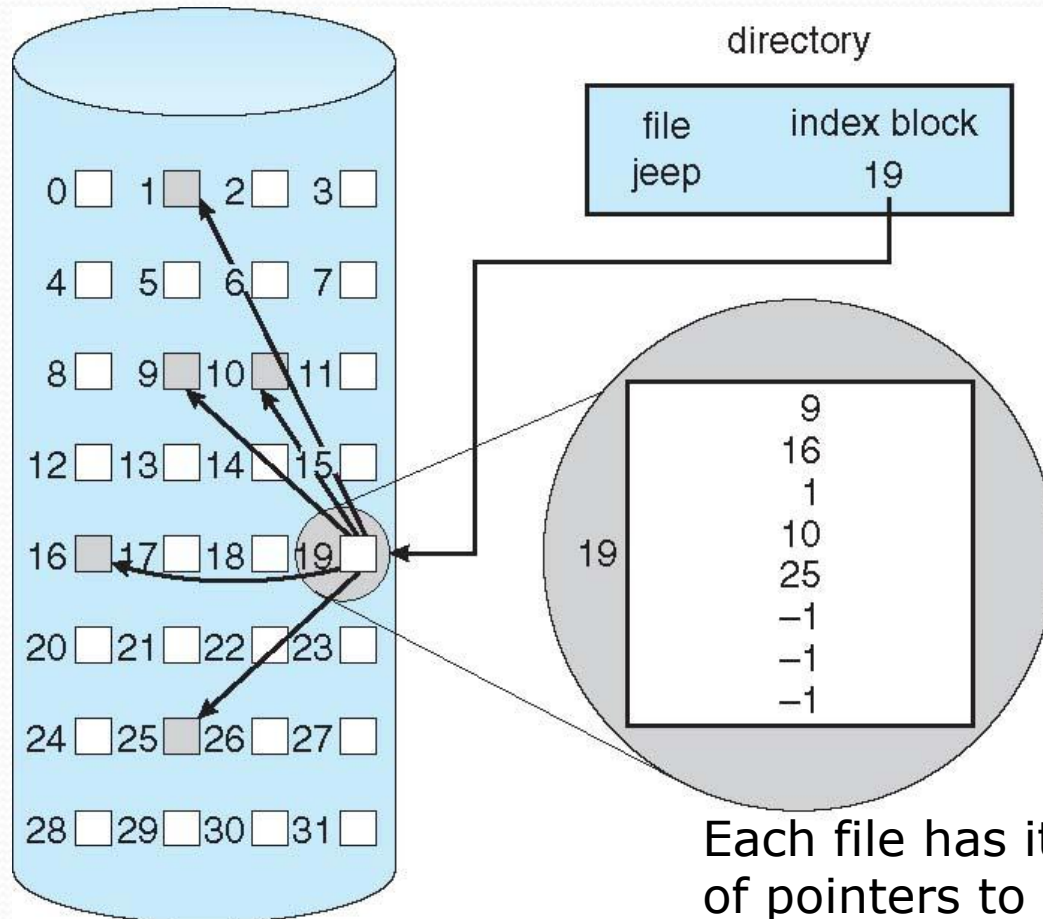 directory
file index block
jeep 19
0 1 2 3
4 5 6 7
8 9 10 11
12 13 14 15
16 17 18 19
20 21 22 23
24 25 26 27
28 29 30 31
19
9
16
1
10
25
–1
–1
–1
Each file has
of pointers to